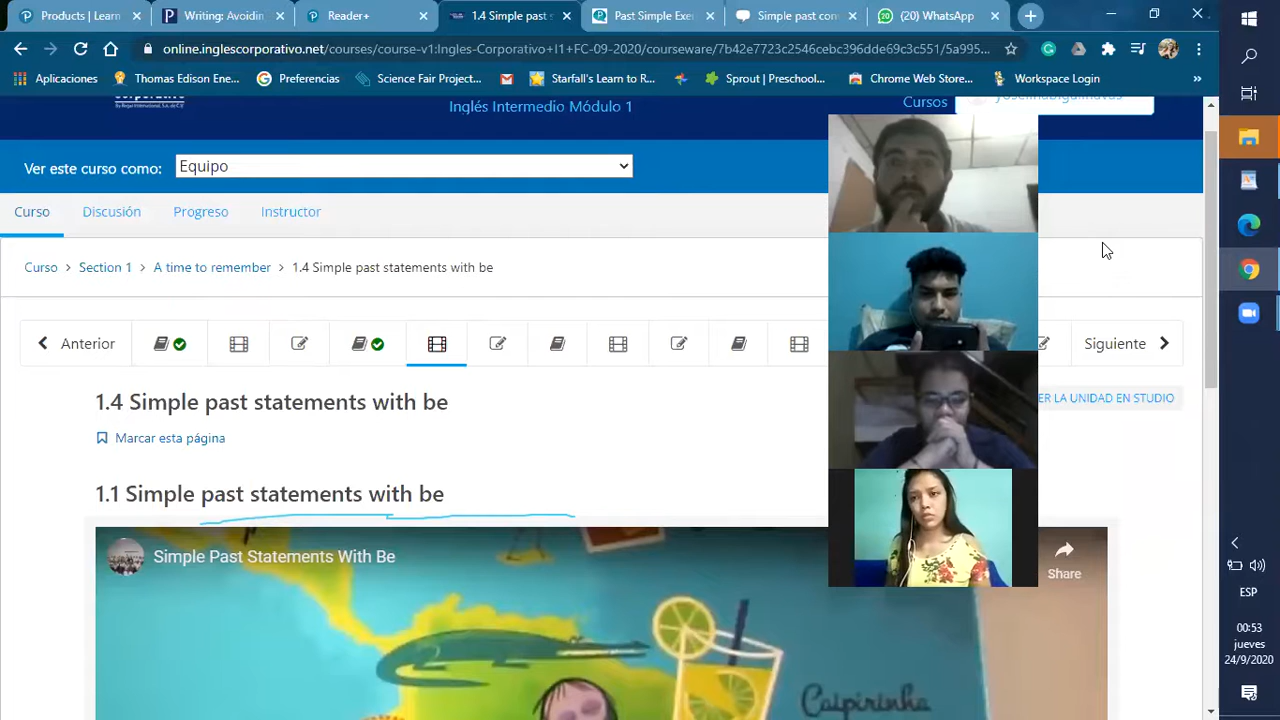 Products | Learn
Writing: Avoidin
Reader+
1.4 Simple past s
Past Simple Exe
Simple past con
(20) WhatsApp
online.inglescorporativo.net/courses/course-v1:Ingles-Corporativo+I1+FC-09-2020/courseware/7b42e7723c2546cebc396dde69c3c551/5a995...
Aplicaciones
Thomas Edison Ene...
Preferencias
Science Fair Project...
Starfall's Learn to R...
Sprout | Preschool...
Chrome Web Store...
Workspace Login
»
Inglés Intermedio Módulo 1
Cursos
Ver este curso como:
Equipo
Curso
Discusión
Progreso
Instructor
Curso > Section 1 > A time to remember > 1.4 Simple past statements with be
Anterior
Siguiente
1.4 Simple past statements with be
ER LA UNIDAD EN STUDIO
Marcar esta página
1.1 Simple past statements with be
Simple Past Statements With Be
Share
Caipirinha
ESP
00:53
jueves
24/9/2020